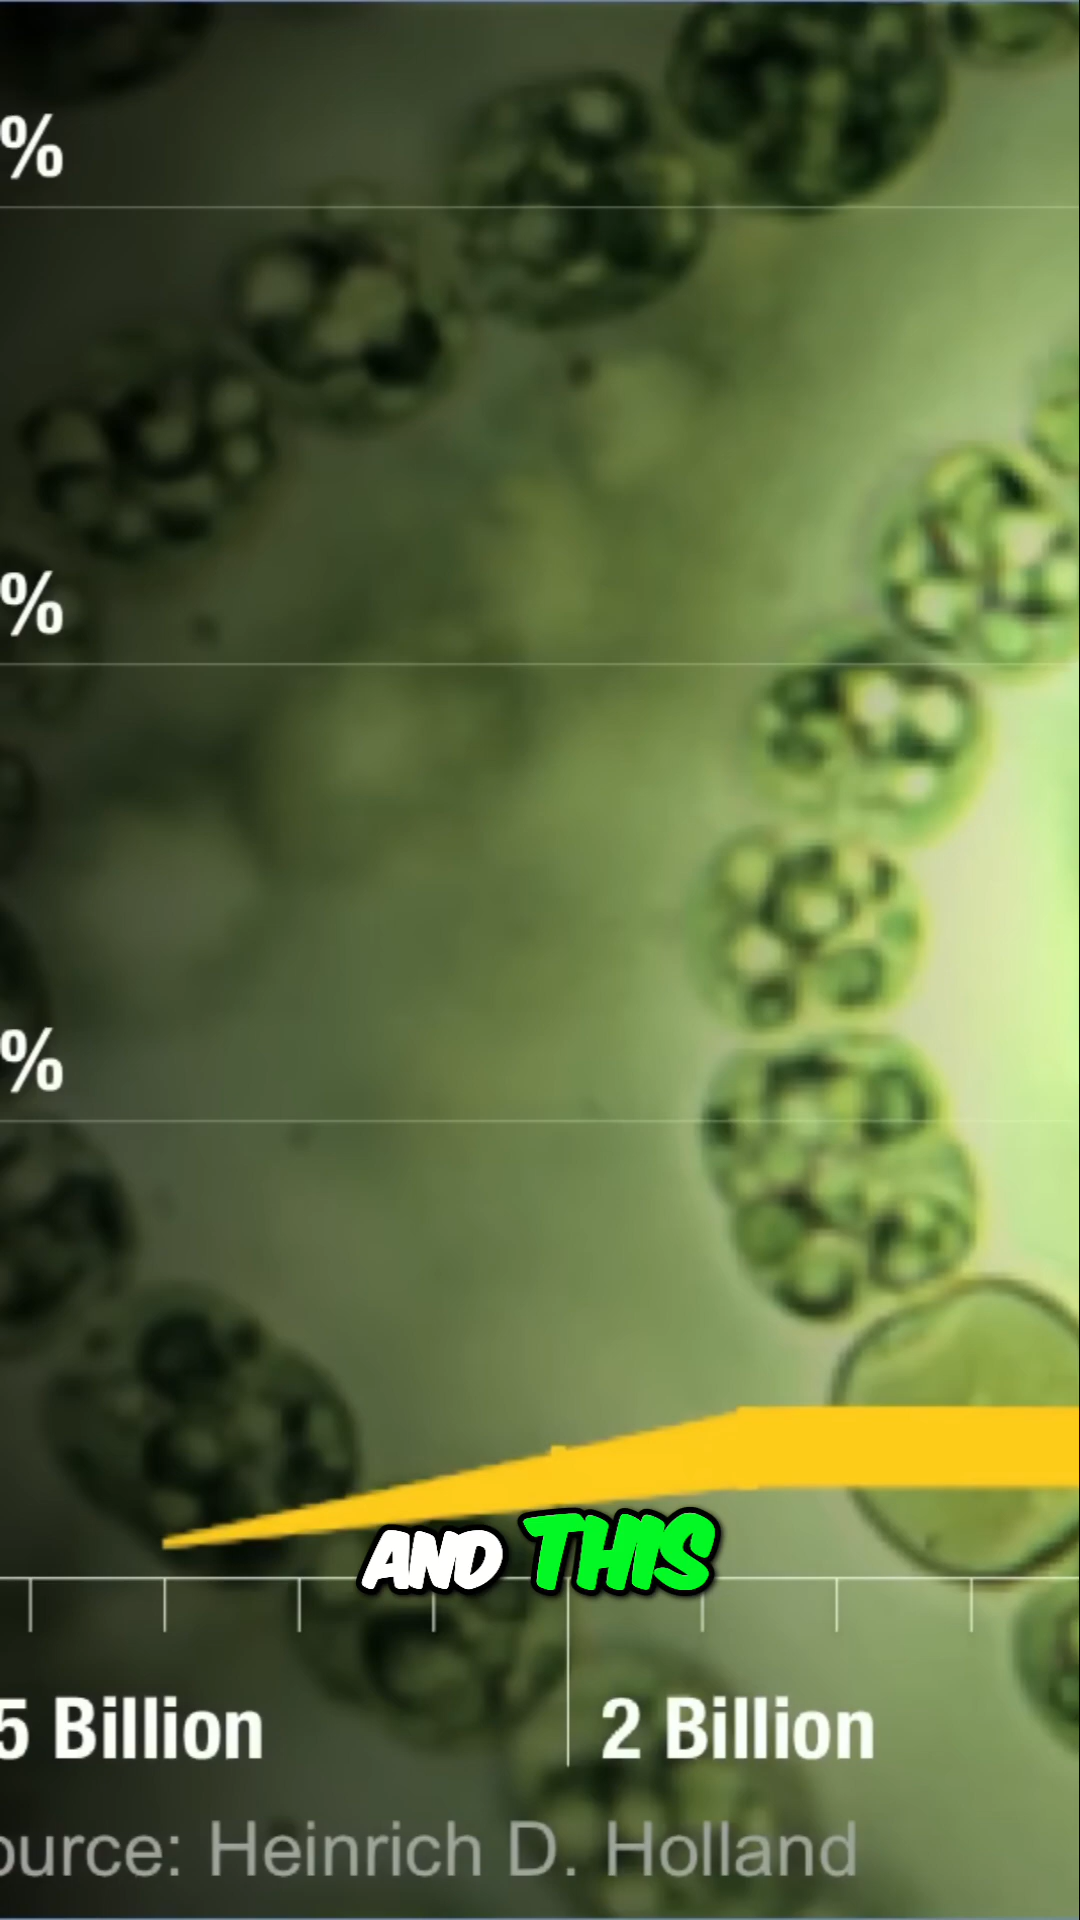 %
%
%
AND THIS
5 Billion
2 Billion
ource: Heinrich D. Holland